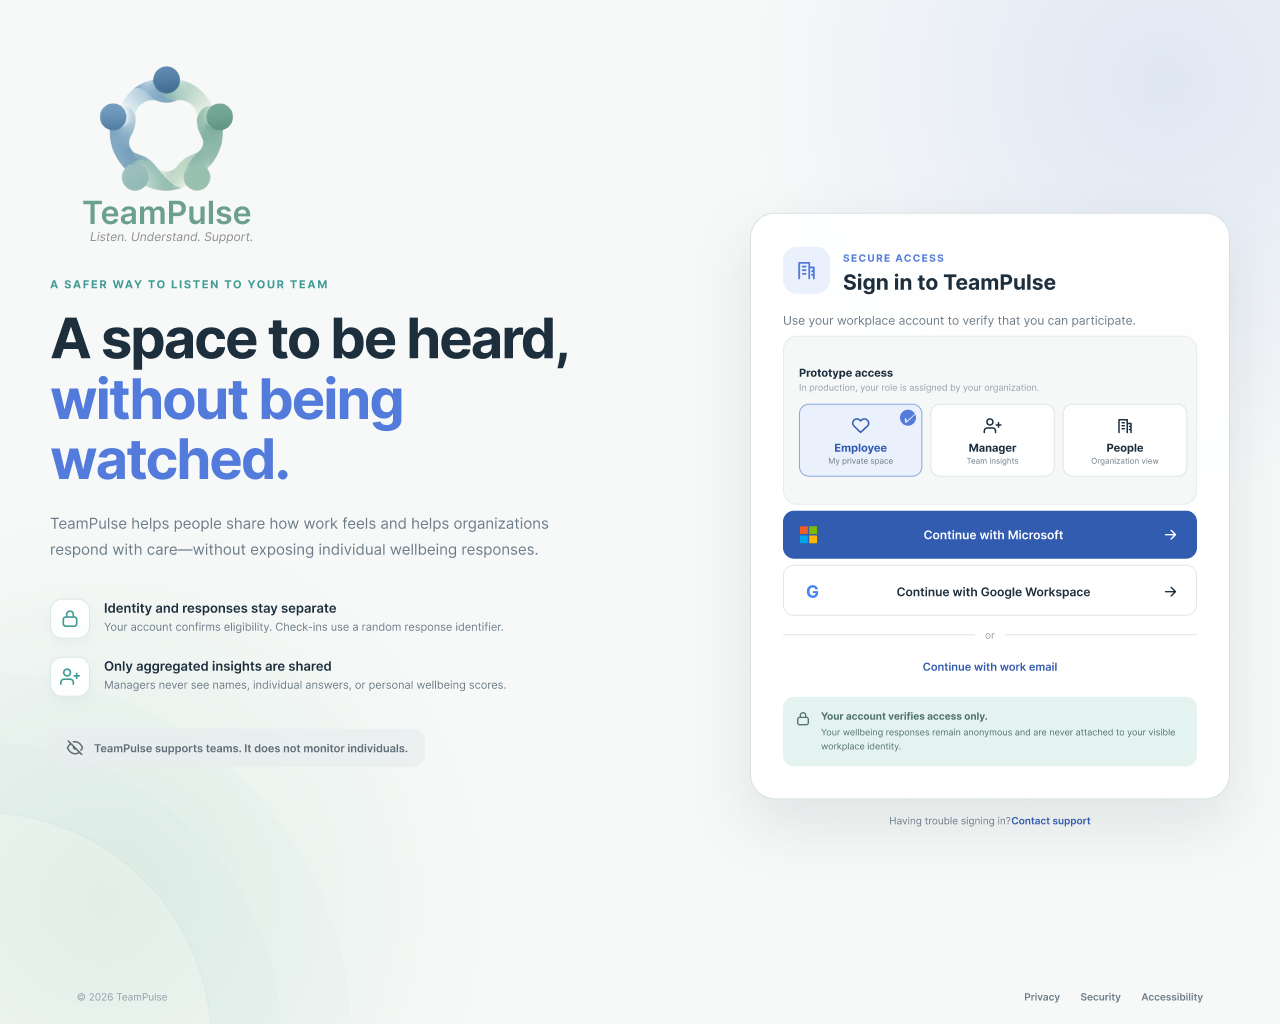 TeamPulse
Listen. Understand. Support.
A SAFER WAY TO LISTEN TO YOUR TEAM
A space to be heard,
without being
watched.
TeamPulse helps people share how work feels and helps organizations
respond with care—without exposing individual wellbeing responses.
Identity and responses stay separate
Your account confirms eligibility. Check-ins use a random response identifier.
Only aggregated insights are shared
Managers never see names, individual answers, or personal wellbeing scores.
TeamPulse supports teams. It does not monitor individuals.
SECURE ACCESS
Sign in to TeamPulse
Use your workplace account to verify that you can participate.
Prototype access
In production, your role is assigned by your organization.
Employee
My private space
Manager
Team insights
People
Organization view
Continue with Microsoft
G Continue with Google Workspace
or
Continue with work email
Your account verifies access only.
Your wellbeing responses remain anonymous and are never attached to your visible
workplace identity.
Having trouble signing in?Contact support
© 2026 TeamPulse
Privacy Security Accessibility